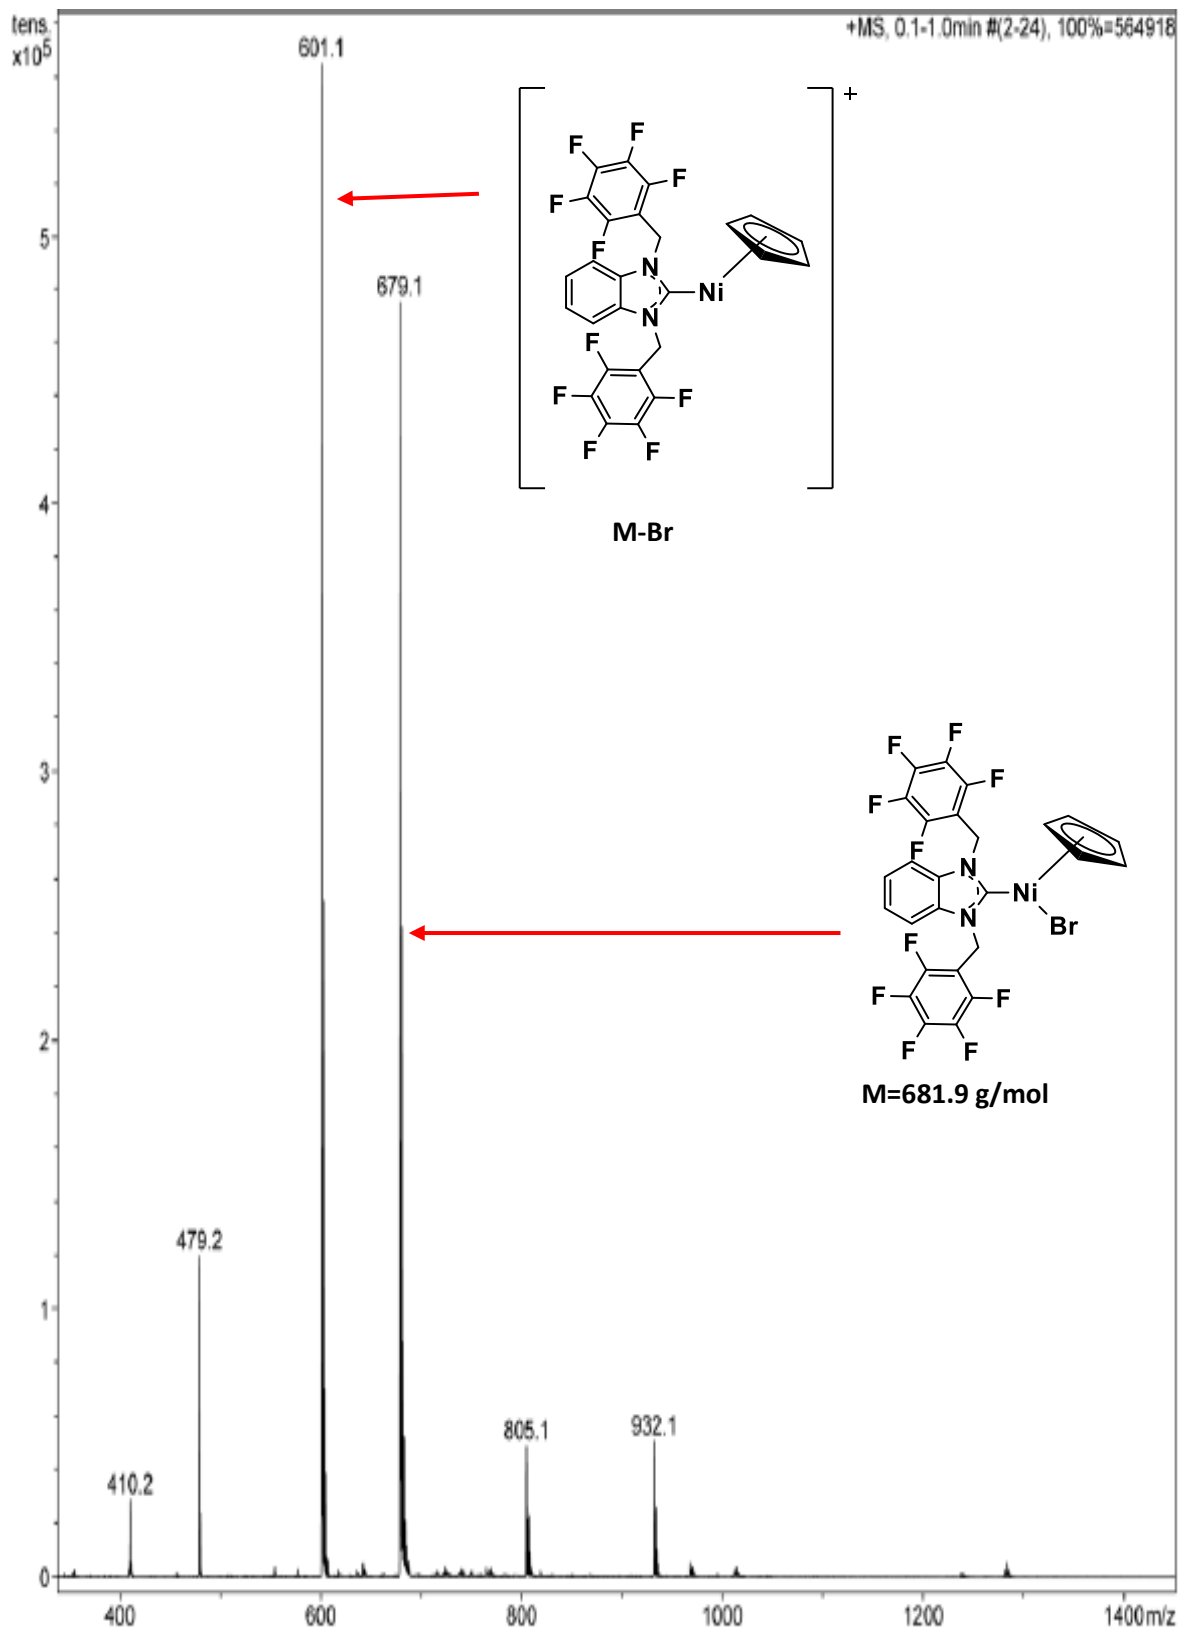 tens.
x10⁵
+MS, 0.1-1.0min #(2-24), 100%=564918
601.1
+
F
F
F
F
F
N
Ni
N
F
F
F
F
F
5
679.1
4
M-Br
3
F
F
F
F
F
N
Ni
Br
N
F
F
F
F
F
2
M=681.9 g/mol
479.2
1
805.1
932.1
410.2
0
400
600
800
1000
1200
1400 m/z